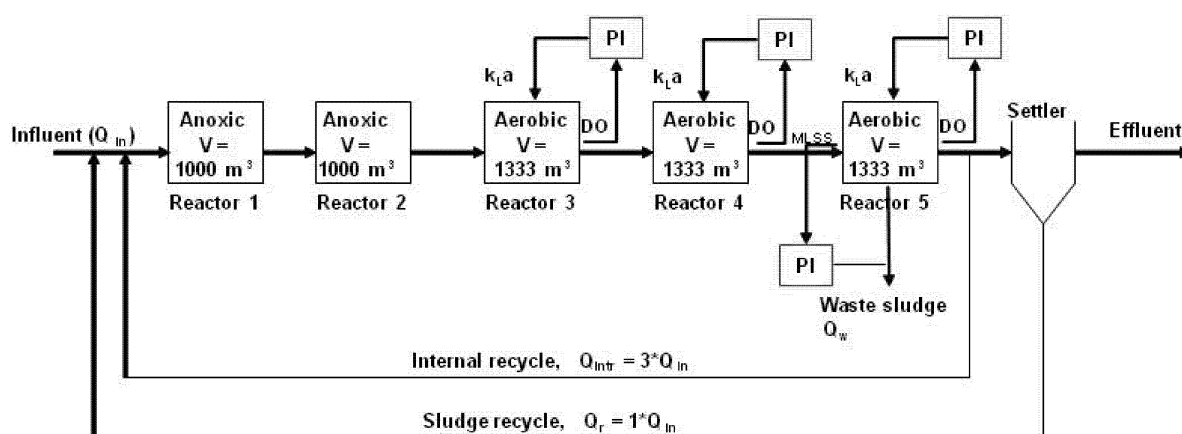 PI
PI
PI
kLa
kLa
kLa
Influent (Q in)
Anoxic
V =
1000 m3
Anoxic
V =
1000 m3
Aerobic
V =
1333 m3
DO
Aerobic
V =
1333 m3
DO
MLSS
Aerobic
V =
1333 m3
DO
Settler
Effluent
Reactor 1
Reactor 2
Reactor 3
Reactor 4
Reactor 5
PI
Waste sludge
Qw
Internal recycle, QIntr = 3*QIn
Sludge recycle, Qr = 1*QIn